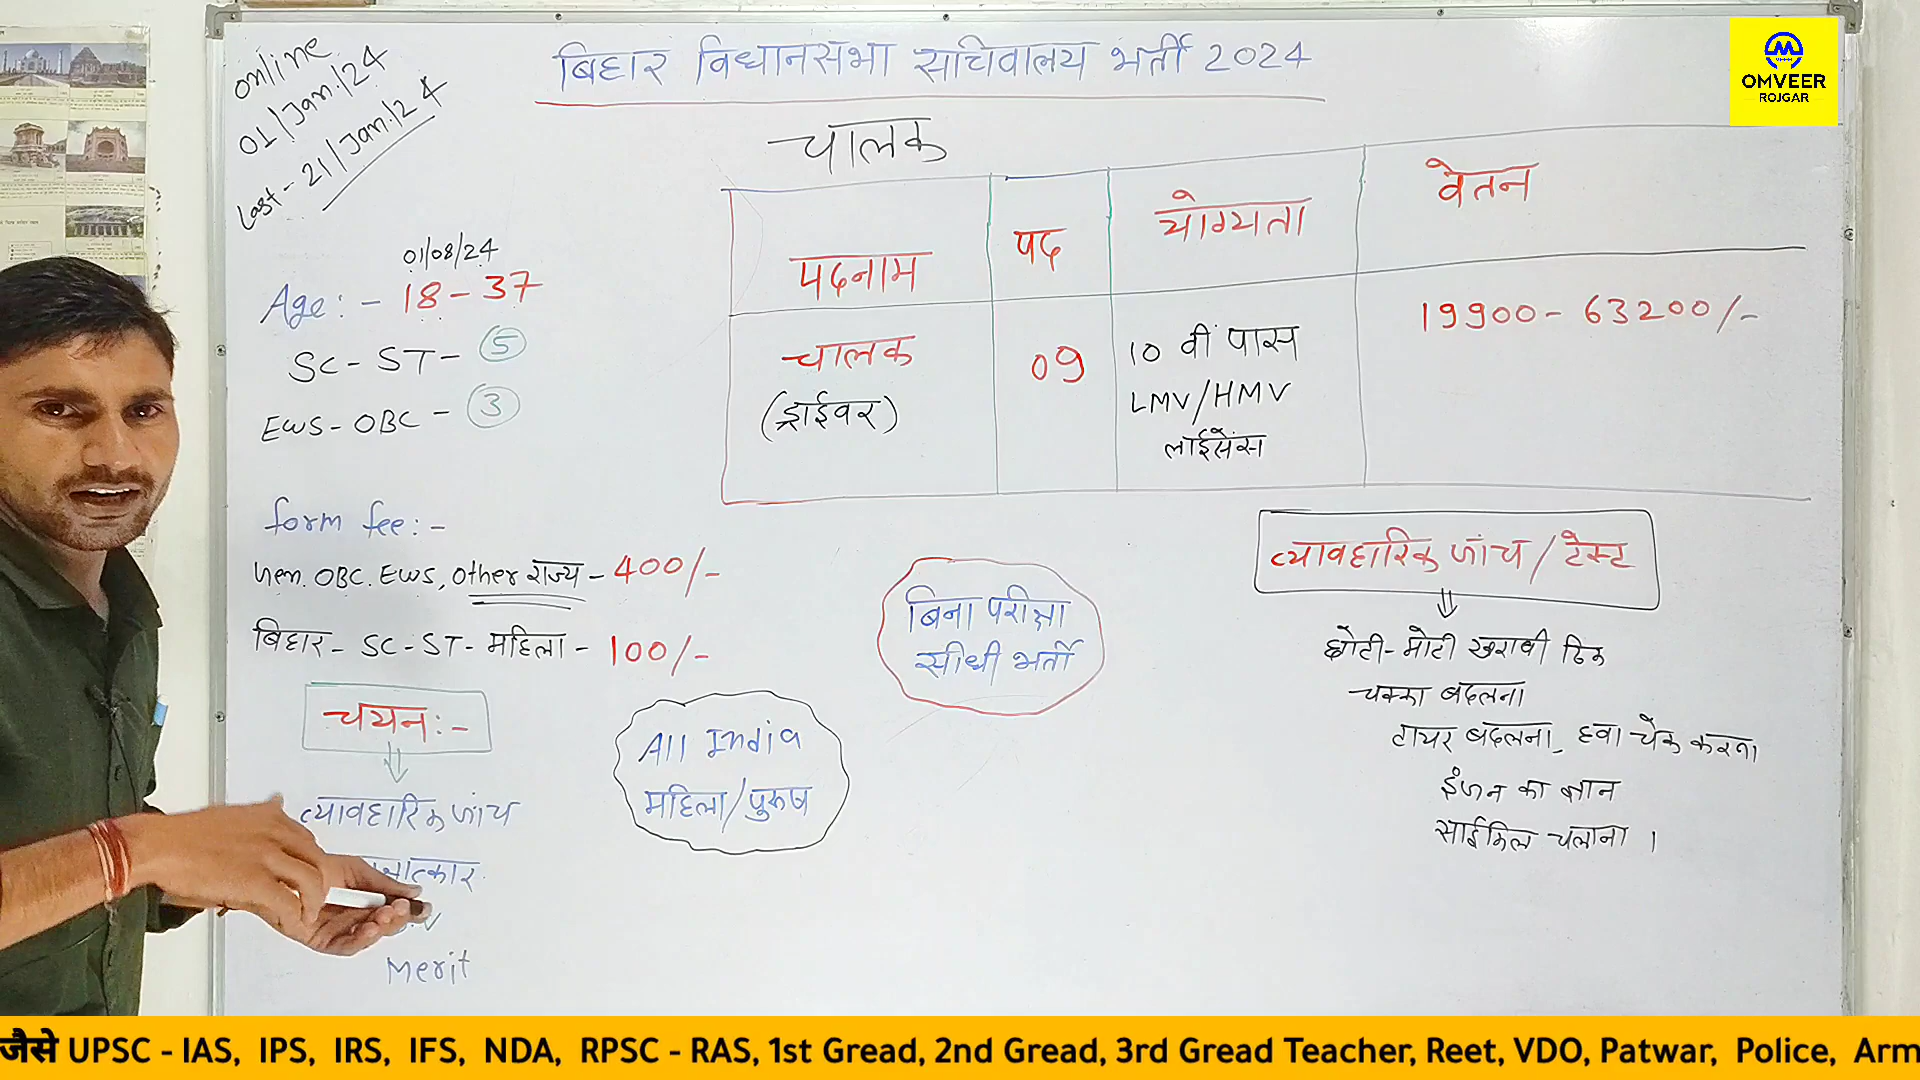 online
01/Jan./24
Last - 21/Jan./24
बिहार विधानसभा सचिवालय भर्ती 2024
OMVEER
ROJGAR
चालक
पदनाम
पद
योग्यता
वेतन
चालक
(ड्राईवर)
09
10 वीं पास
LMV/HMV
लाईसेंस
19900 - 63200/-
01/08/24
Age: - 18 - 37
SC - ST - 5
EWS - OBC - 3
form fee: -
Gen. OBC. EWS, Other राज्य - 400/-
बिहार - SC - ST - महिला - 100/-
चयन: -
व्यावहारिक जांच
Merit
All India
महिला/पुरुष
बिना परीक्षा
सीधी भर्ती
व्यावहारिक जांच / टेस्ट
छोटी-मोटी खराबी ठिक
चक्का बदलना
टायर बदलना, हवा चेक करना
इंजन का ज्ञान
साईकिल चलाना ।
जैसे UPSC - IAS, IPS, IRS, IFS, NDA, RPSC - RAS, 1st Gread, 2nd Gread, 3rd Gread Teacher, Reet, VDO, Patwar, Police, Arm